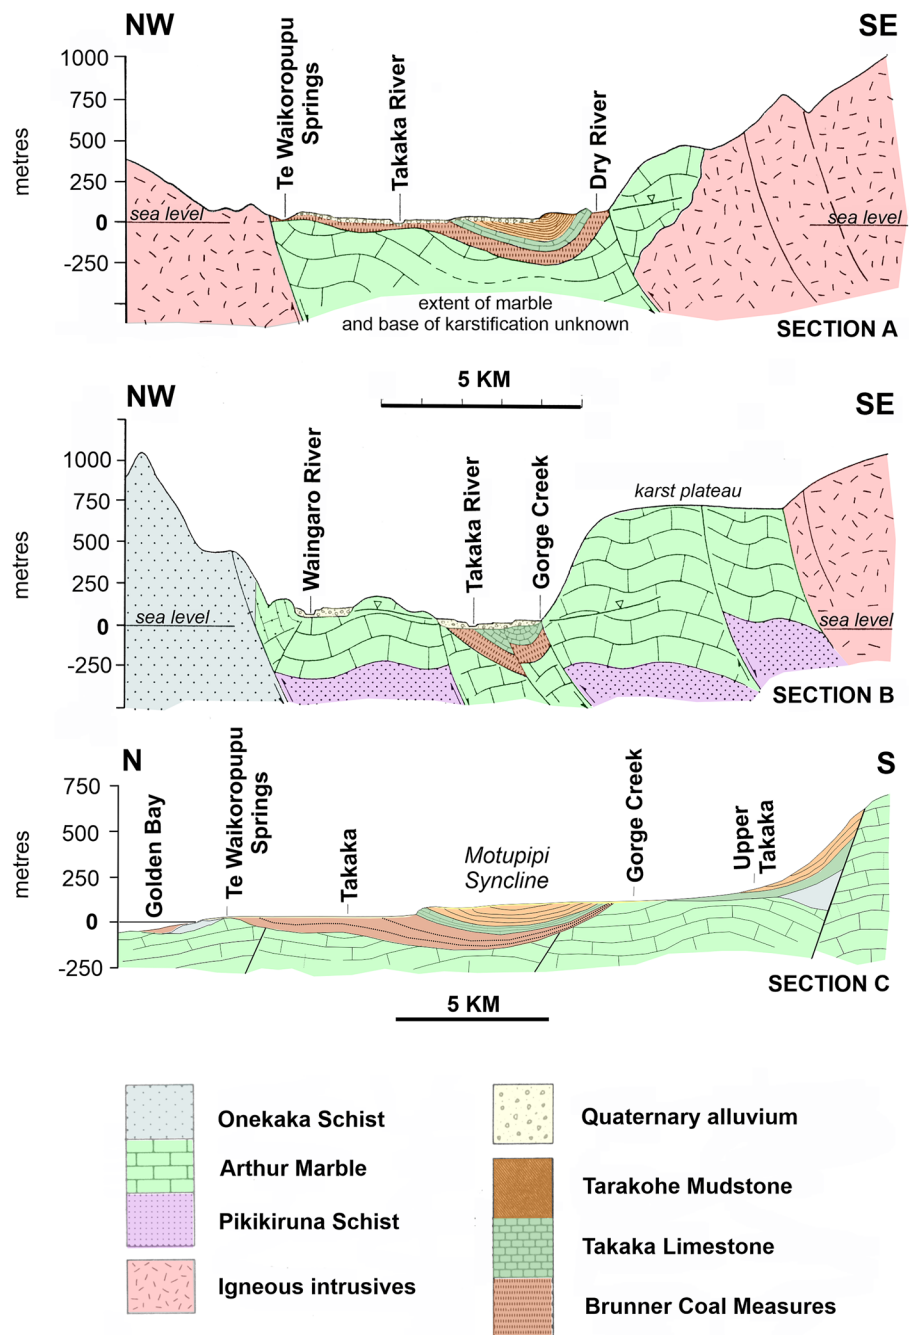 NW
SE
Te Waikoropupu
Springs
Takaka River
Dry River
metres
1000
750
500
250
0
-250
sea level
sea level
extent of marble
and base of karstification unknown
SECTION A
5 KM
NW
SE
Waingaro River
Takaka River
Gorge Creek
karst plateau
metres
1000
750
500
250
0
-250
sea level
sea level
SECTION B
N
S
Golden Bay
Te Waikoropupu
Springs
Takaka
Motupipi
Syncline
Gorge Creek
Upper
Takaka
metres
750
500
250
0
-250
SECTION C
5 KM
Onekaka Schist
Arthur Marble
Pikikiruna Schist
Igneous intrusives
Quaternary alluvium
Tarakohe Mudstone
Takaka Limestone
Brunner Coal Measures